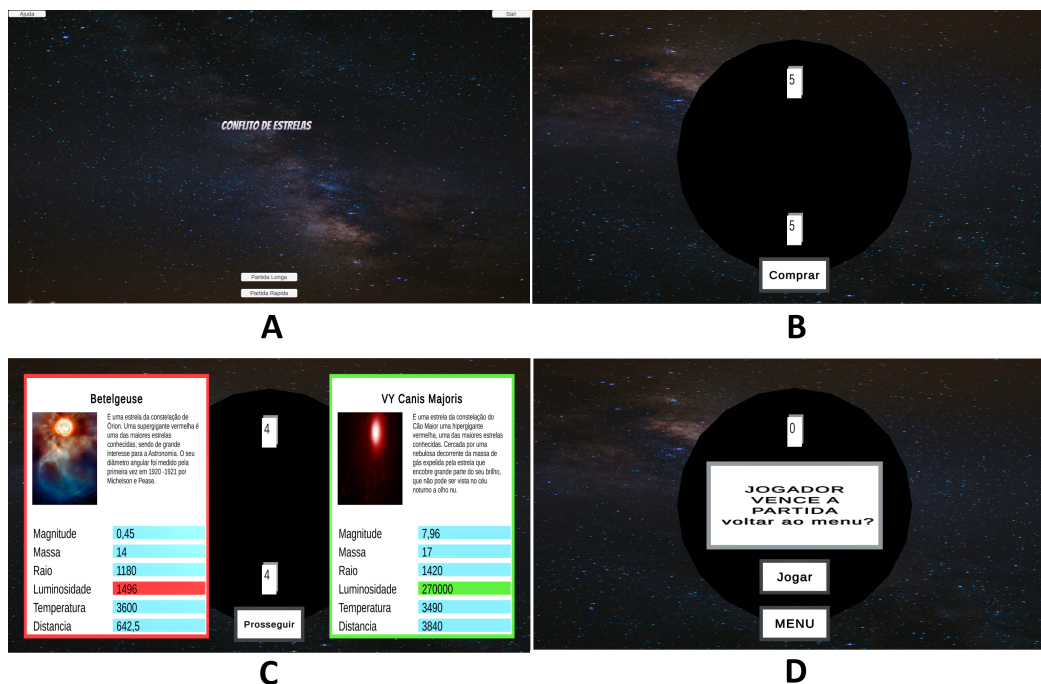 Ajuda
Sair
CONFLITO DE ESTRELAS
Partida Longa
Partida Rapida
A
5
5
Comprar
B
Betelgeuse
É uma estrela da constelação de
Órion. Uma supergigante vermelha é
uma das maiores estrelas
conhecidas, sendo de grande
interesse para a Astronomia. O seu
diâmetro angular foi medido pela
primeira vez em 1920 -1921 por
Michelson e Pease.
Magnitude 0,45
Massa 14
Raio 1180
Luminosidade 1496
Temperatura 3600
Distancia 642,5
4
4
Prosseguir
VY Canis Majoris
É uma estrela da constelação do
Cão Maior uma hipergigante
vermelha, uma das maiores estrelas
conhecidas. Cercada por uma
nebulosa decorrente da massa de
gás expelida pela estrela que
encobre grande parte do seu brilho,
que não pode ser vista no céu
noturno a olho nu.
Magnitude 7,96
Massa 17
Raio 1420
Luminosidade 270000
Temperatura 3490
Distancia 3840
C
0
JOGADOR
VENCE A
PARTIDA
voltar ao menu?
Jogar
MENU
D